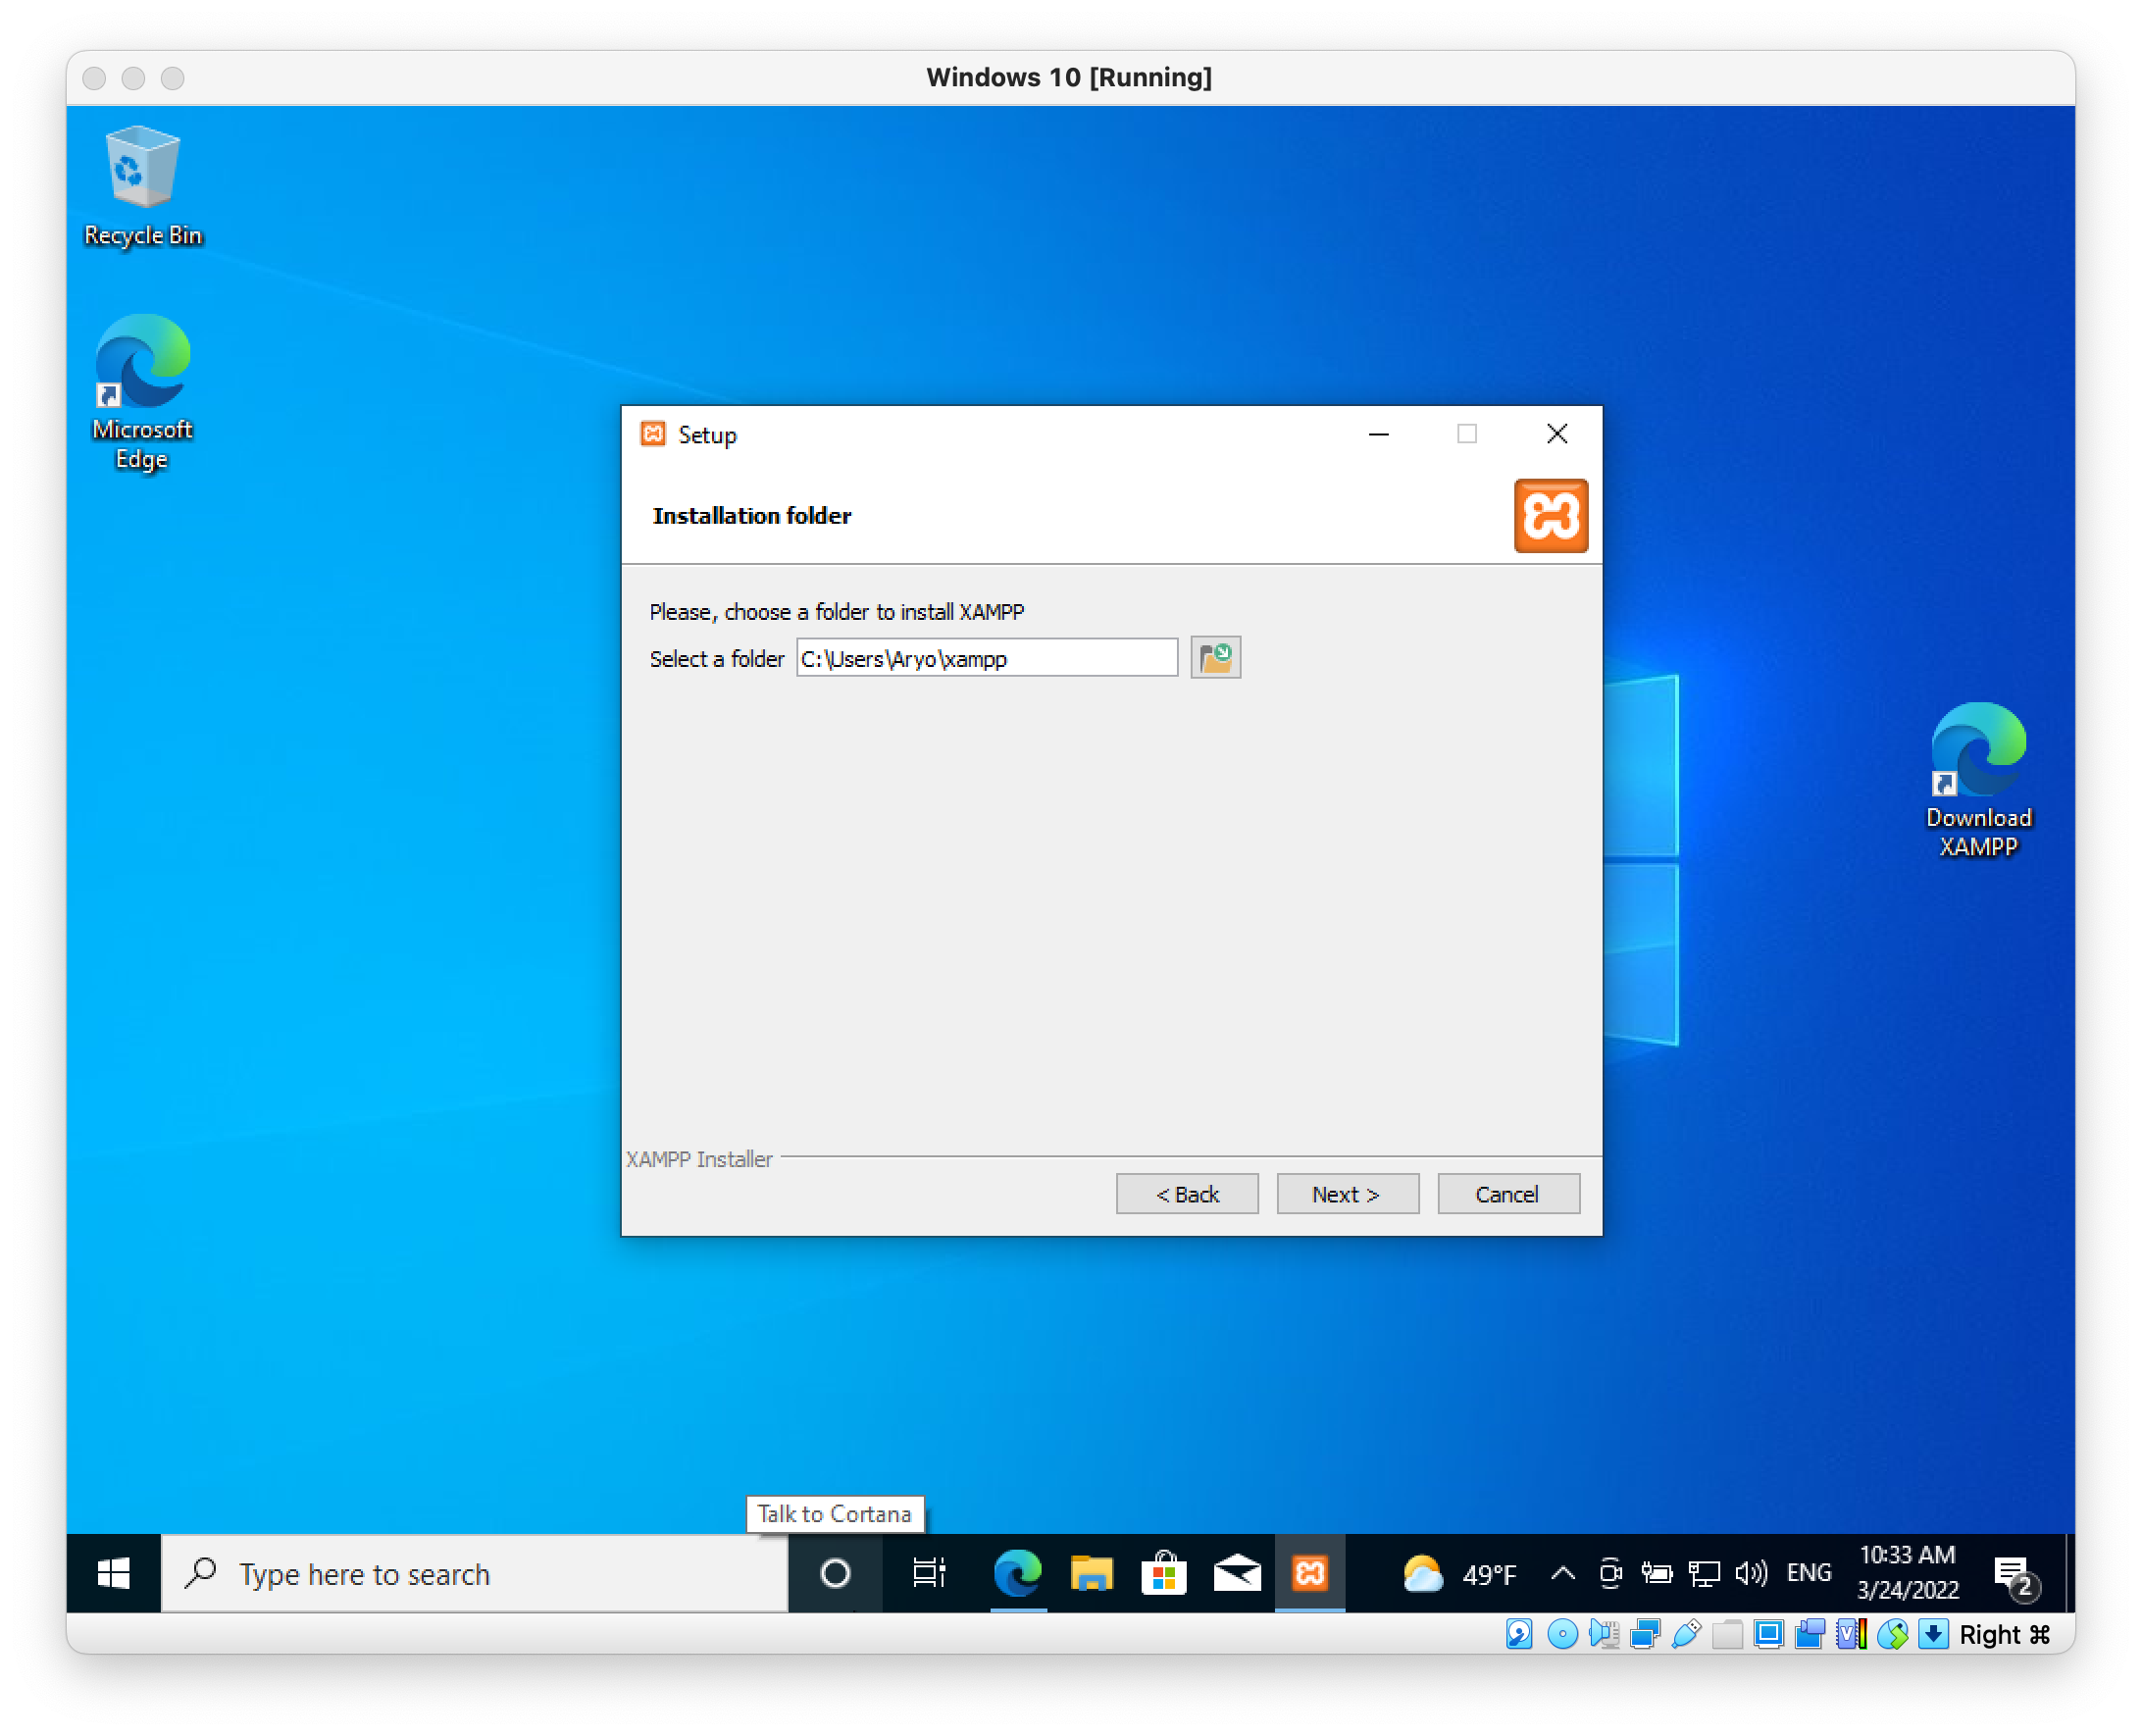 Windows 10 [Running]
Recycle Bin
Microsoft
Edge
Setup
Installation folder
Please, choose a folder to install XAMPP
Select a folder C:\Users\Aryo\xampp
Download
XAMPP
XAMPP Installer
< Back Next > Cancel
Talk to Cortana
Type here to search
49°F
ENG
10:33 AM
3/24/2022
2
V
Right ⌘